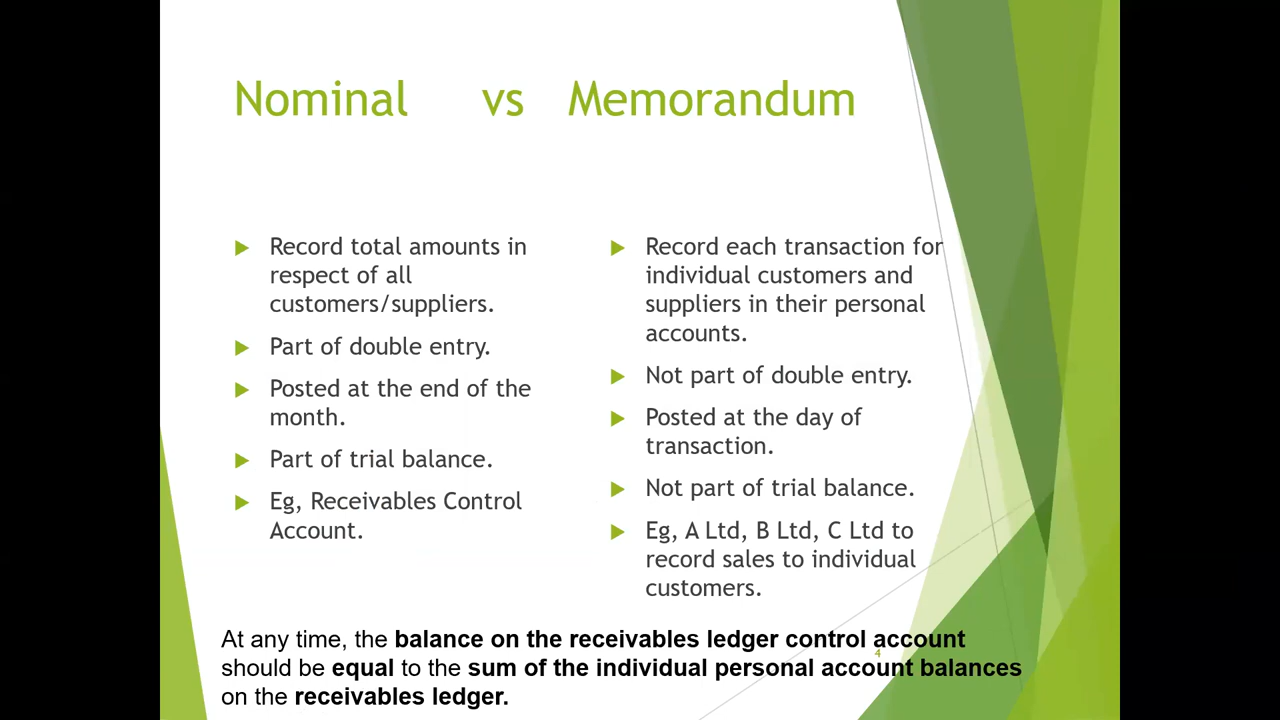 Nominal vs Memorandum
Record total amounts in
respect of all
customers/suppliers.
Part of double entry.
Posted at the end of the
month.
Part of trial balance.
Eg, Receivables Control
Account.
Record each transaction for
individual customers and
suppliers in their personal
accounts.
Not part of double entry.
Posted at the day of
transaction.
Not part of trial balance.
Eg, A Ltd, B Ltd, C Ltd to
record sales to individual
customers.
At any time, the balance on the receivables ledger control account
should be equal to the sum of the individual personal account balances
on the receivables ledger.
4